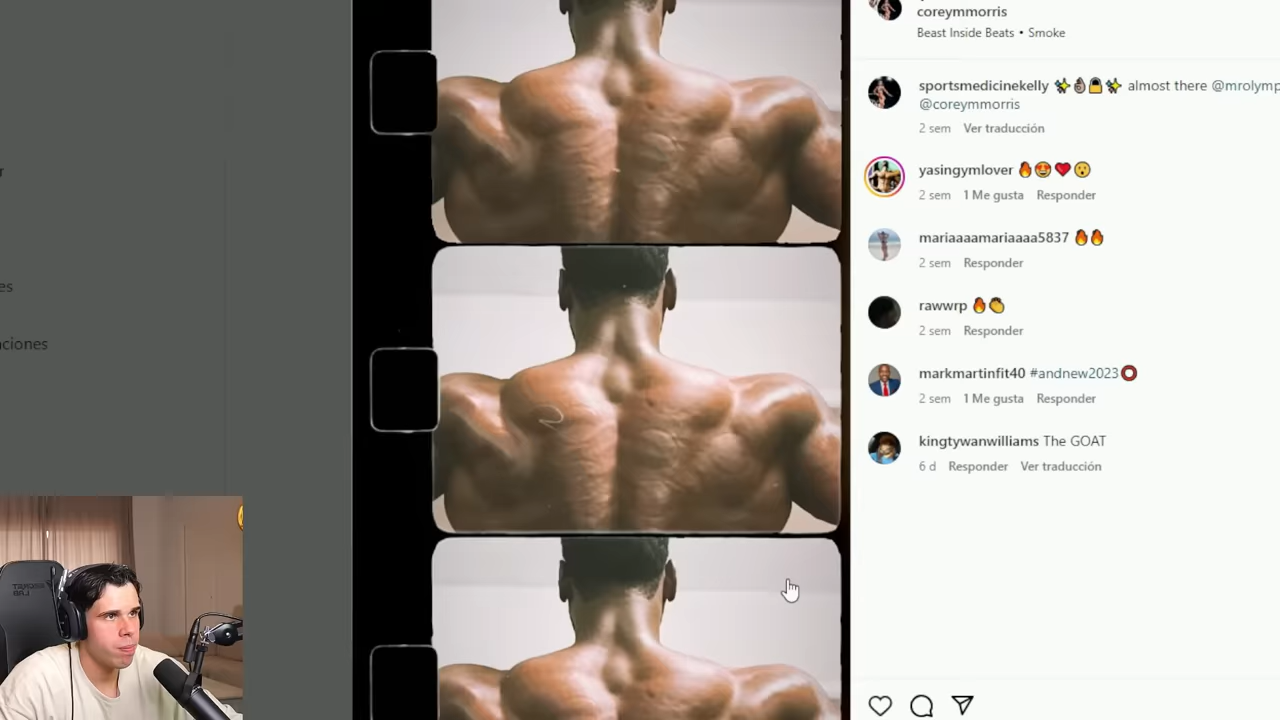 coreymmorris
Beast Inside Beats • Smoke
sportsmedicinekelly ✨👌🏿🔒✨ almost there @mrolymp
@coreymmorris
2 sem Ver traducción
yasingymlover 🔥😍❤️😮
2 sem 1 Me gusta Responder
mariaaaamariaaaa5837 🔥🔥
2 sem Responder
rawwrp 🔥👏
2 sem Responder
markmartinfit40 #andnew2023⭕
2 sem 1 Me gusta Responder
kingtywanwilliams The GOAT
6 d Responder Ver traducción
r
es
aciones